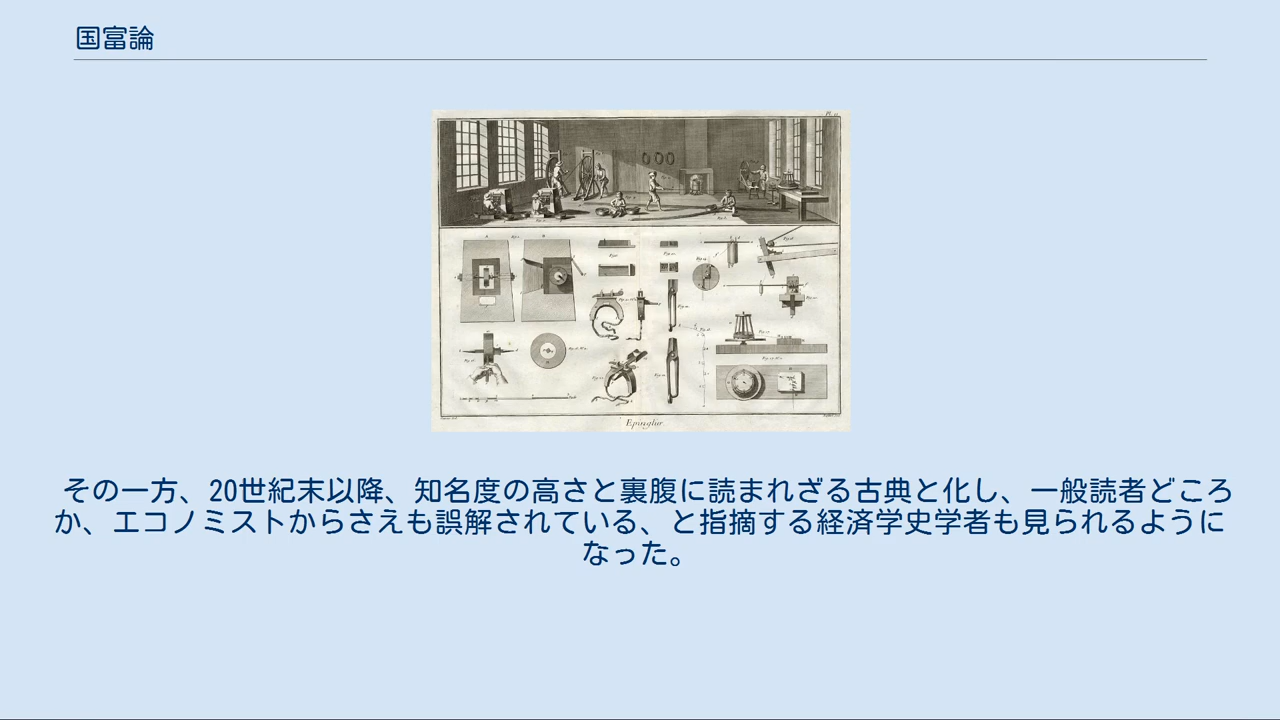 国富論
Epinglier
その一方、20世紀末以降、知名度の高さと裏腹に読まれざる古典と化し、一般読者どころ
か、エコノミストからさえも誤解されている、と指摘する経済学史学者も見られるように
なった。